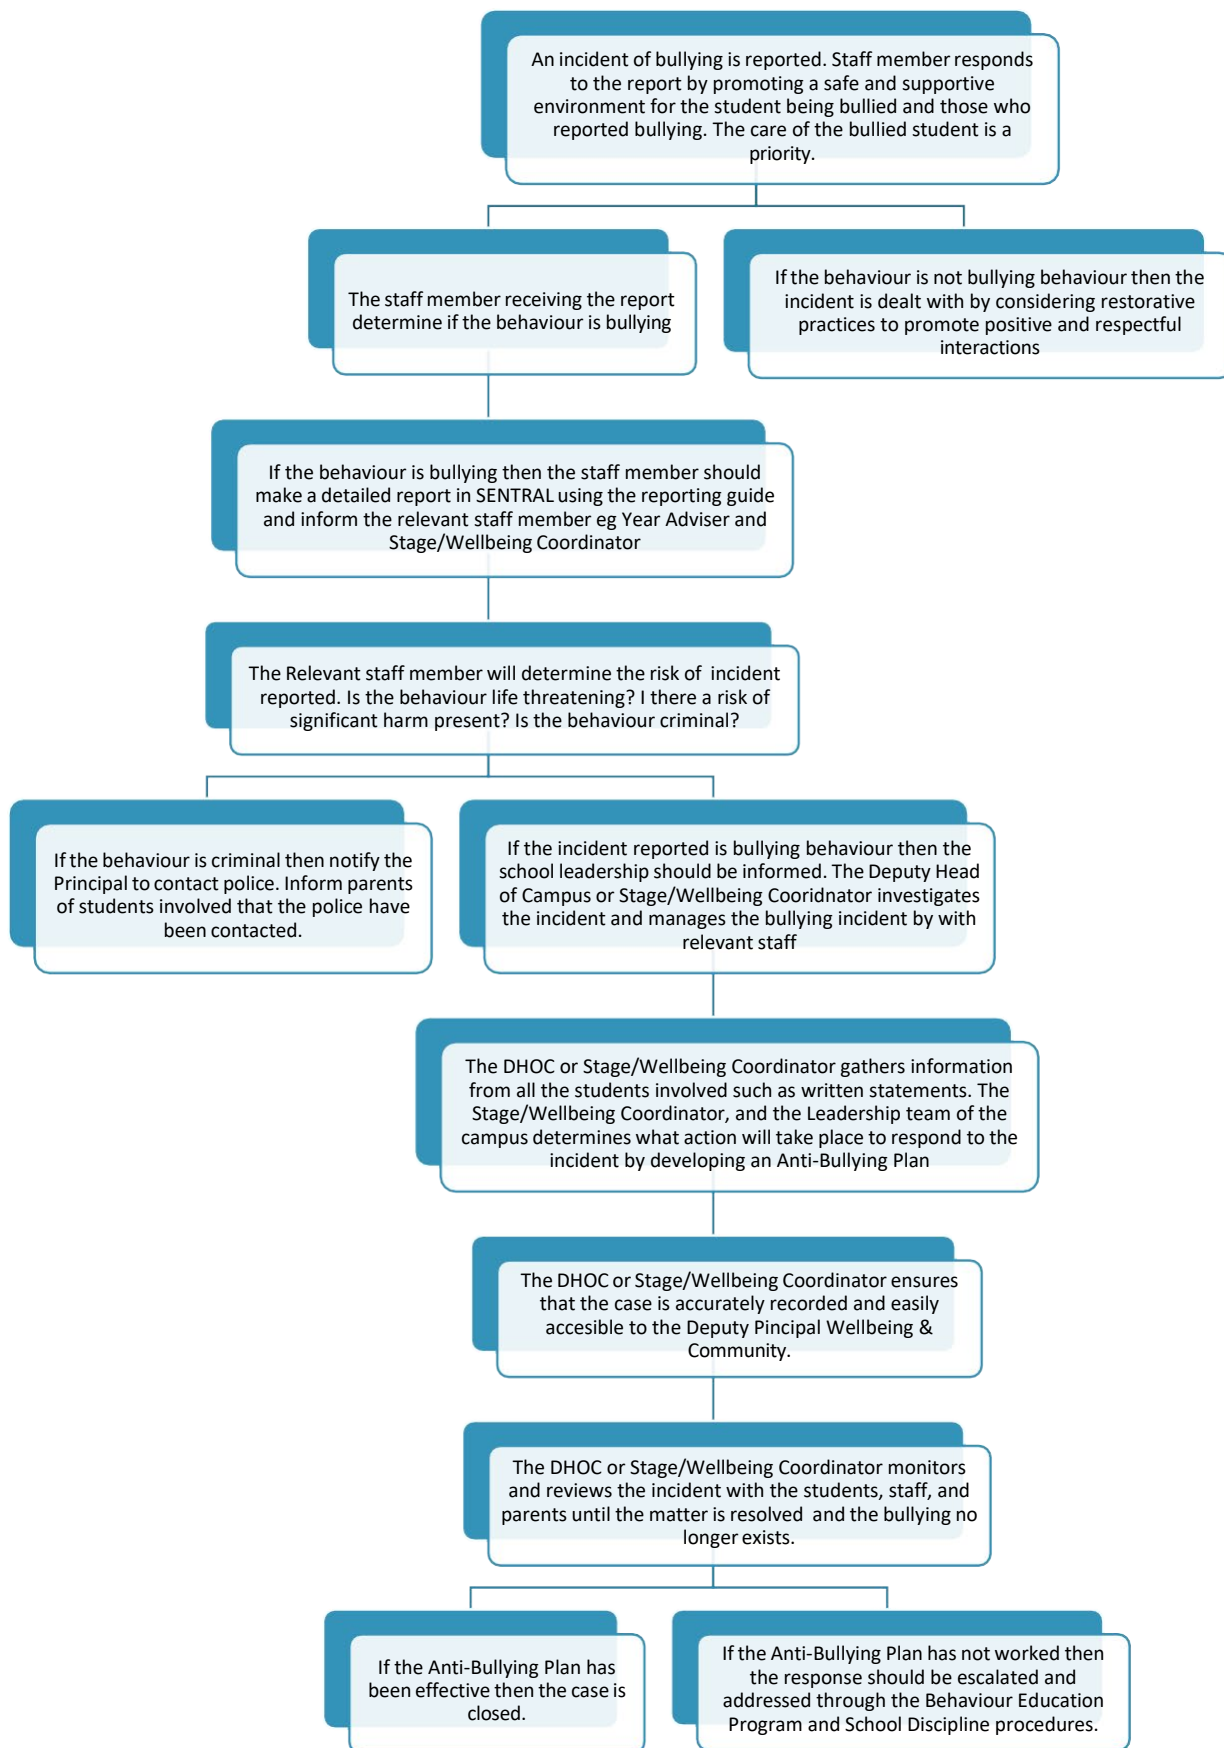 An incident of bullying is reported. Staff member responds
to the report by promoting a safe and supportive
environment for the student being bullied and those who
reported bullying. The care of the bullied student is a
priority.
The staff member receiving the report
determine if the behaviour is bullying
If the behaviour is not bullying behaviour then the
incident is dealt with by considering restorative
practices to promote positive and respectful
interactions
If the behaviour is bullying then the staff member should
make a detailed report in SENTRAL using the reporting guide
and inform the relevant staff member eg Year Adviser and
Stage/Wellbeing Coordinator
The Relevant staff member will determine the risk of incident
reported. Is the behaviour life threatening? I there a risk of
significant harm present? Is the behaviour criminal?
If the behaviour is criminal then notify the
Principal to contact police. Inform parents
of students involved that the police have
been contacted.
If the incident reported is bullying behaviour then the
school leadership should be informed. The Deputy Head
of Campus or Stage/Wellbeing Cooridnator investigates
the incident and manages the bullying incident by with
relevant staff
The DHOC or Stage/Wellbeing Coordinator gathers information
from all the students involved such as written statements. The
Stage/Wellbeing Coordinator, and the Leadership team of the
campus determines what action will take place to respond to the
incident by developing an Anti-Bullying Plan
The DHOC or Stage/Wellbeing Coordinator ensures
that the case is accurately recorded and easily
accesible to the Deputy Pincipal Wellbeing &
Community.
The DHOC or Stage/Wellbeing Coordinator monitors
and reviews the incident with the students, staff, and
parents until the matter is resolved and the bullying no
longer exists.
If the Anti-Bullying Plan has
been effective then the case is
closed.
If the Anti-Bullying Plan has not worked then
the response should be escalated and
addressed through the Behaviour Education
Program and School Discipline procedures.